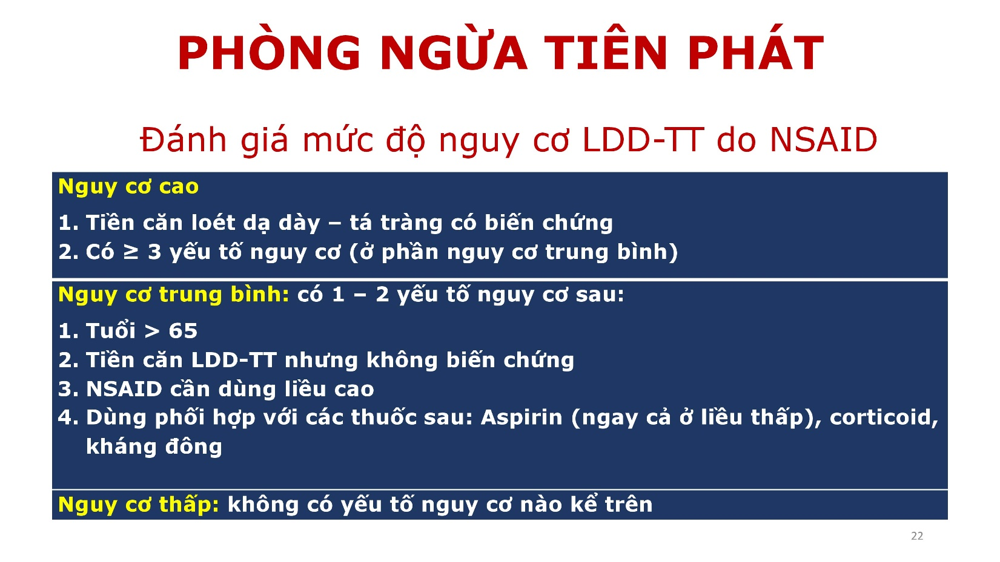 PHÒNG NGỪA TIÊN PHÁT
Đánh giá mức độ nguy cơ LDD-TT do NSAID
Nguy cơ cao
1. Tiền căn loét dạ dày – tá tràng có biến chứng
2. Có ≥ 3 yếu tố nguy cơ (ở phần nguy cơ trung bình)
Nguy cơ trung bình: có 1 – 2 yếu tố nguy cơ sau:
1. Tuổi > 65
2. Tiền căn LDD-TT nhưng không biến chứng
3. NSAID cần dùng liều cao
4. Dùng phối hợp với các thuốc sau: Aspirin (ngay cả ở liều thấp), corticoid,
kháng đông
Nguy cơ thấp: không có yếu tố nguy cơ nào kể trên
22